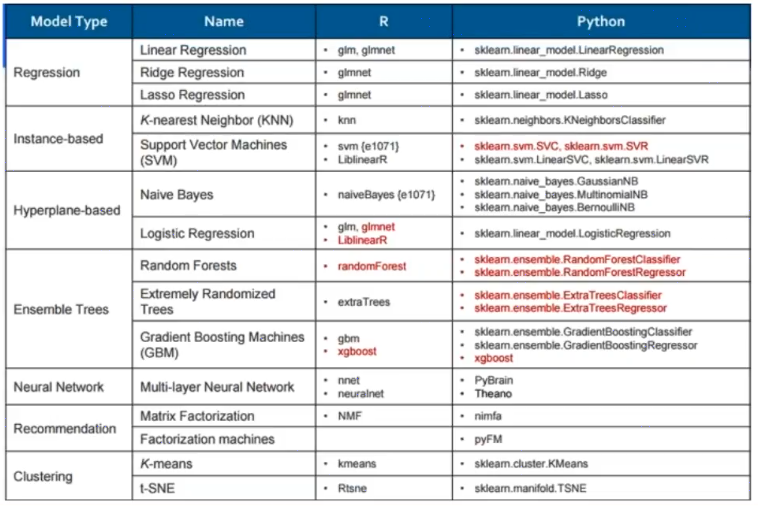 Model Type Name R Python
Regression
Linear Regression • glm, glmnet • sklearn.linear_model.LinearRegression
Ridge Regression • glmnet • sklearn.linear_model.Ridge
Lasso Regression • glmnet • sklearn.linear_model.Lasso
Instance-based
K-nearest Neighbor (KNN) • knn • sklearn.neighbors.KNeighborsClassifier
Support Vector Machines
(SVM)
• svm {e1071}
• LiblinearR
• sklearn.svm.SVC, sklearn.svm.SVR
• sklearn.svm.LinearSVC, sklearn.svm.LinearSVR
Hyperplane-based
Naive Bayes • naiveBayes {e1071}
• sklearn.naive_bayes.GaussianNB
• sklearn.naive_bayes.MultinomialNB
• sklearn.naive_bayes.BernoulliNB
Logistic Regression
• glm, glmnet
• LiblinearR
• sklearn.linear_model.LogisticRegression
Ensemble Trees
Random Forests • randomForest
• sklearn.ensemble.RandomForestClassifier
• sklearn.ensemble.RandomForestRegressor
Extremely Randomized
Trees
• extraTrees
• sklearn.ensemble.ExtraTreesClassifier
• sklearn.ensemble.ExtraTreesRegressor
Gradient Boosting Machines
(GBM)
• gbm
• xgboost
• sklearn.ensemble.GradientBoostingClassifier
• sklearn.ensemble.GradientBoostingRegressor
• xgboost
Neural Network Multi-layer Neural Network
• nnet
• neuralnet
• PyBrain
• Theano
Recommendation
Matrix Factorization • NMF • nimfa
Factorization machines • pyFM
Clustering
K-means • kmeans • sklearn.cluster.KMeans
t-SNE • Rtsne • sklearn.manifold.TSNE